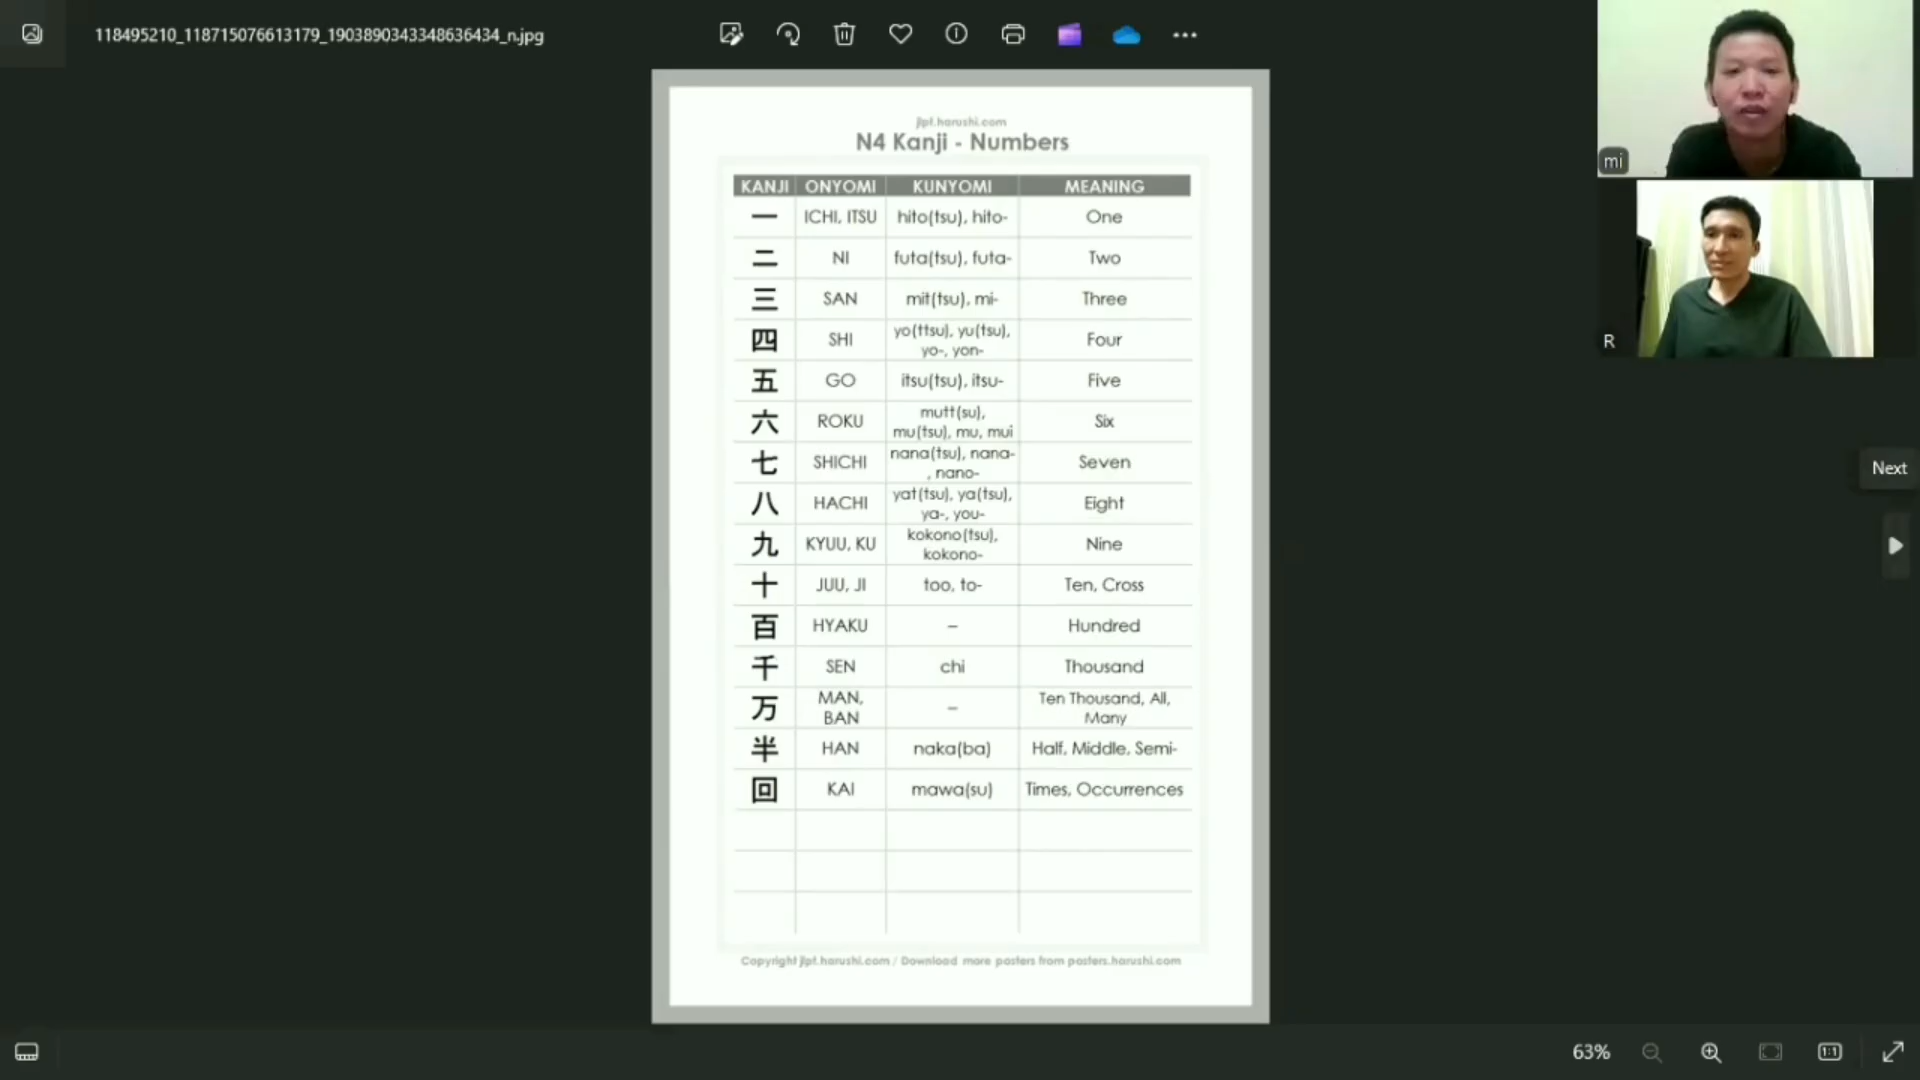 118495210_118715076613179_1903890343348636434_n.jpg
mi
R
Next
jlpt.harushi.com
N4 Kanji - Numbers
KANJI ONYOMI KUNYOMI MEANING
一 ICHI, ITSU hito(tsu), hito- One
二 NI futa(tsu), futa- Two
三 SAN mit(tsu), mi- Three
四 SHI yo(ttsu), yu(tsu), yo-, yon- Four
五 GO itsu(tsu), itsu- Five
六 ROKU mutt(su), mu(tsu), mu, mui Six
七 SHICHI nana(tsu), nana- , nano- Seven
八 HACHI yat(tsu), ya(tsu), ya-, you- Eight
九 KYUU, KU kokono(tsu), kokono- Nine
十 JUU, JI too, to- Ten, Cross
百 HYAKU – Hundred
千 SEN chi Thousand
万 MAN, BAN – Ten Thousand, All, Many
半 HAN naka(ba) Half, Middle, Semi-
回 KAI mawa(su) Times, Occurrences
Copyright jlpt.harushi.com / Download more posters from posters.harushi.com
63%
1:1